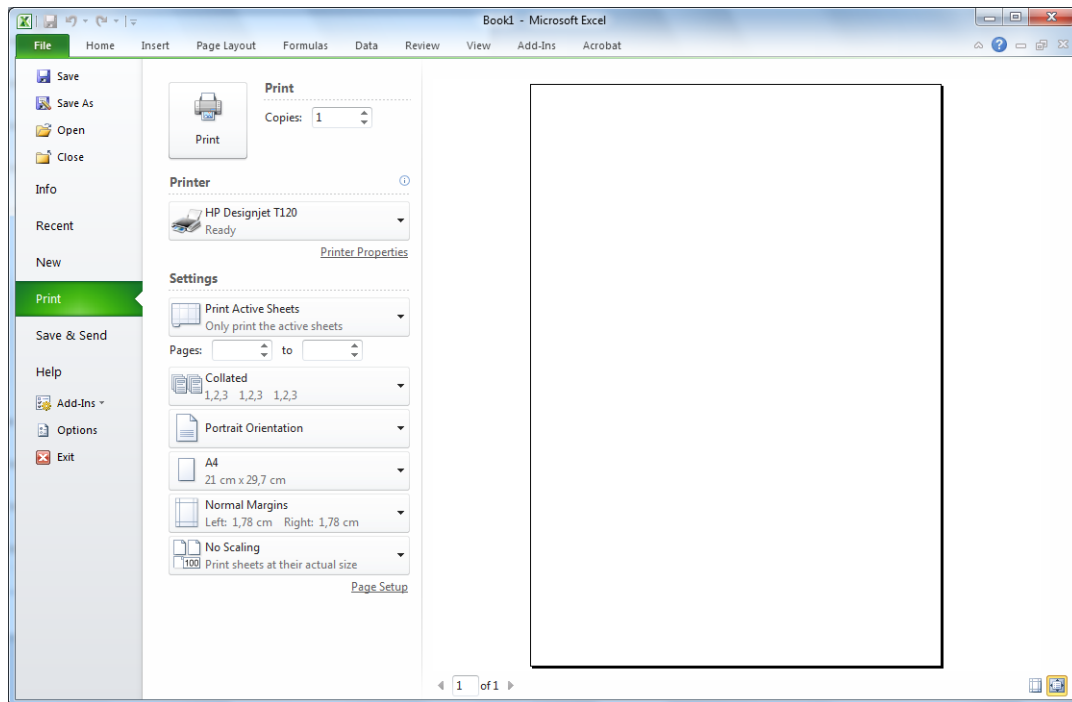 Book1 - Microsoft Excel
File Home Insert Page Layout Formulas Data Review View Add-Ins Acrobat
Save
Save As
Open
Close
Info
Recent
New
Print
Save & Send
Help
Add-Ins
Options
Exit
Print
Print
Copies: 1
Printer
HP Designjet T120
Ready
Printer Properties
Settings
Print Active Sheets
Only print the active sheets
Pages: to
Collated
1,2,3 1,2,3 1,2,3
Portrait Orientation
A4
21 cm x 29,7 cm
Normal Margins
Left: 1,78 cm Right: 1,78 cm
No Scaling
100 Print sheets at their actual size
Page Setup
1 of 1